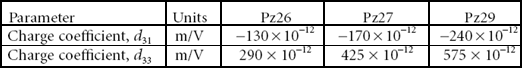 Parameter Units Pz26 Pz27 Pz29
Charge coefficient, d₃₁ m/V −130 × 10⁻¹² −170 × 10⁻¹² −240 × 10⁻¹²
Charge coefficient, d₃₃ m/V 290 × 10⁻¹² 425 × 10⁻¹² 575 × 10⁻¹²